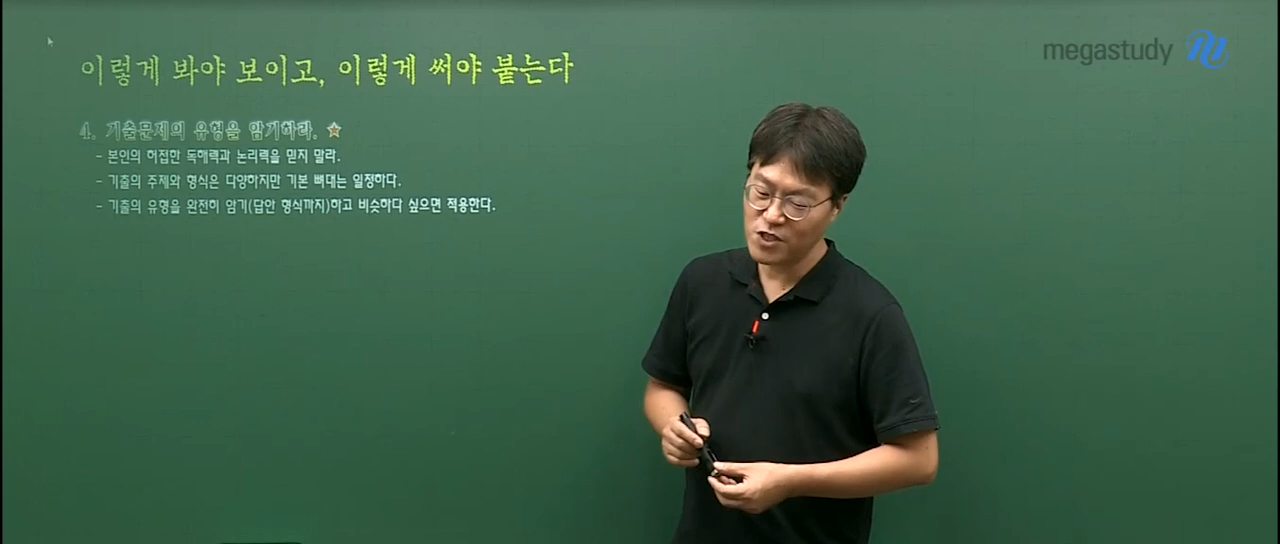 megastudy
이렇게 봐야 보이고, 이렇게 써야 붙는다
4. 기출문제의 유형을 암기하라. ★
- 본인의 허접한 독해력과 논리력을 믿지 말라.
- 기출의 주제와 형식은 다양하지만 기본 뼈대는 일정하다.
- 기출의 유형을 완전히 암기(답안 형식까지)하고 비슷하다 싶으면 적용한다.